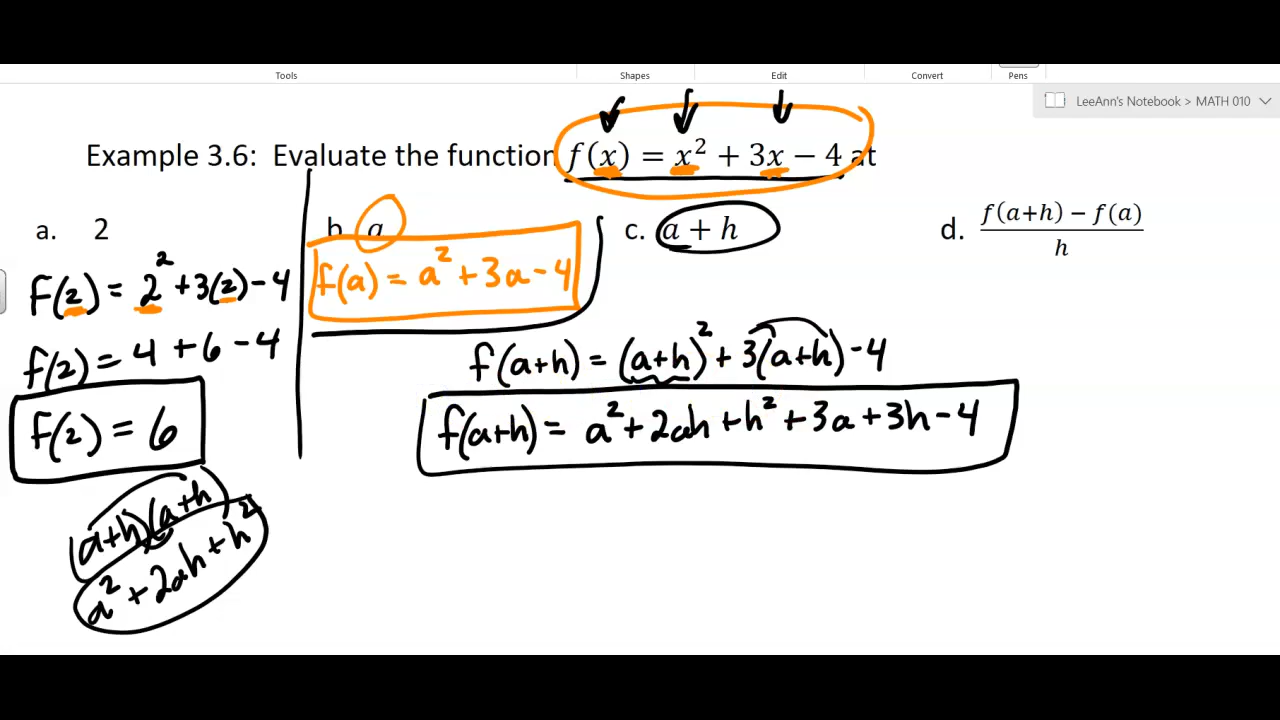 Tools Shapes Edit Convert Pens
LeeAnn's Notebook > MATH 010
Example 3.6: Evaluate the function f(x) = x² + 3x − 4 at
a. 2
f(2) = 2² + 3(2) − 4
f(2) = 4 + 6 − 4
f(2) = 6
(a+h)(a+h)
a² + 2ah + h²
b. a
f(a) = a² + 3a − 4
c. a + h
f(a+h) = (a+h)² + 3(a+h) − 4
f(a+h) = a² + 2ah + h² + 3a + 3h − 4
d. f(a+h) − f(a)
h